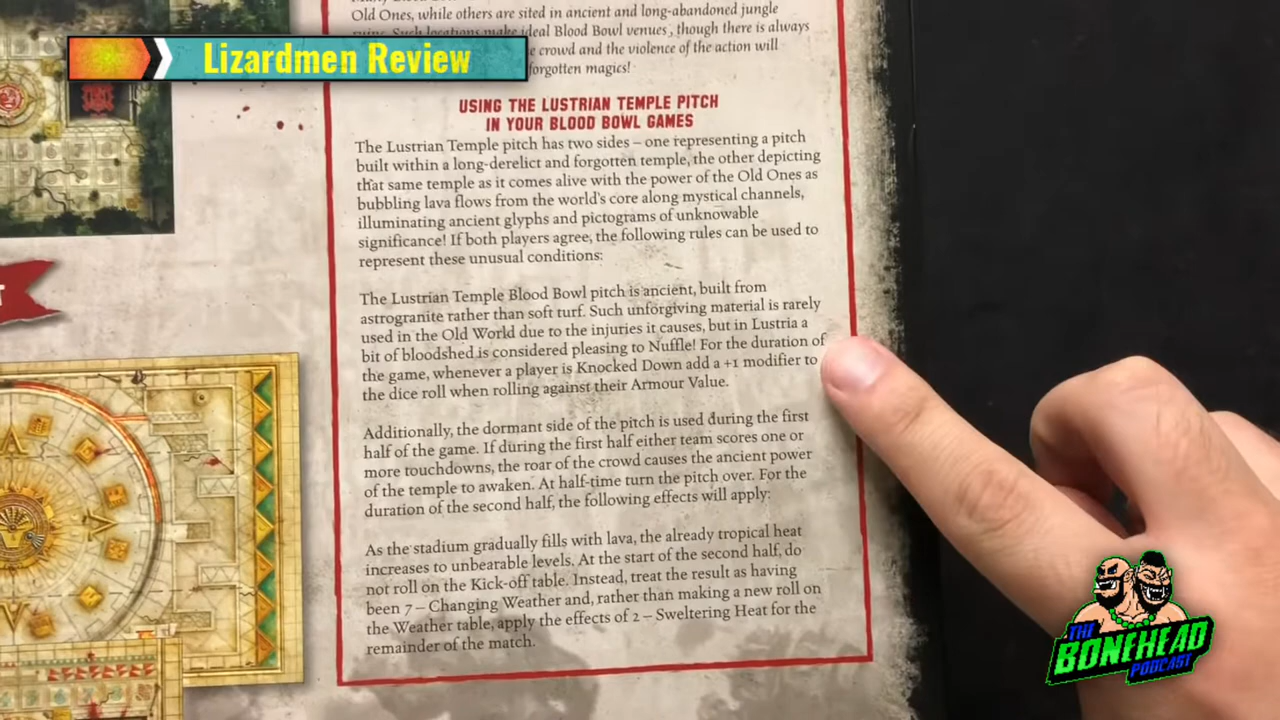 Old Ones, while others are sited in ancient and long-abandoned jungle
ruins. Such locations make ideal Blood Bowl venues, though there is always
Lizardmen Review
crowd and the violence of the action will
forgotten magics!
USING THE LUSTRIAN TEMPLE PITCH
IN YOUR BLOOD BOWL GAMES
The Lustrian Temple pitch has two sides – one representing a pitch
built within a long-derelict and forgotten temple, the other depicting
that same temple as it comes alive with the power of the Old Ones as
bubbling lava flows from the world's core along mystical channels,
illuminating ancient glyphs and pictograms of unknowable
significance! If both players agree, the following rules can be used to
represent these unusual conditions:
The Lustrian Temple Blood Bowl pitch is ancient, built from
astrogranite rather than soft turf. Such unforgiving material is rarely
used in the Old World due to the injuries it causes, but in Lustria a
bit of bloodshed is considered pleasing to Nuffle! For the duration of
the game, whenever a player is Knocked Down add a +1 modifier to
the dice roll when rolling against their Armour Value.
Additionally, the dormant side of the pitch is used during the first
half of the game. If during the first half either team scores one or
more touchdowns, the roar of the crowd causes the ancient power
of the temple to awaken. At half-time turn the pitch over. For the
duration of the second half, the following effects will apply:
As the stadium gradually fills with lava, the already tropical heat
increases to unbearable levels. At the start of the second half, do
not roll on the Kick-off table. Instead, treat the result as having
been 7 – Changing Weather and, rather than making a new roll on
the Weather table, apply the effects of 2 – Sweltering Heat for the
remainder of the match.
THE
BONEHEAD
PODCAST